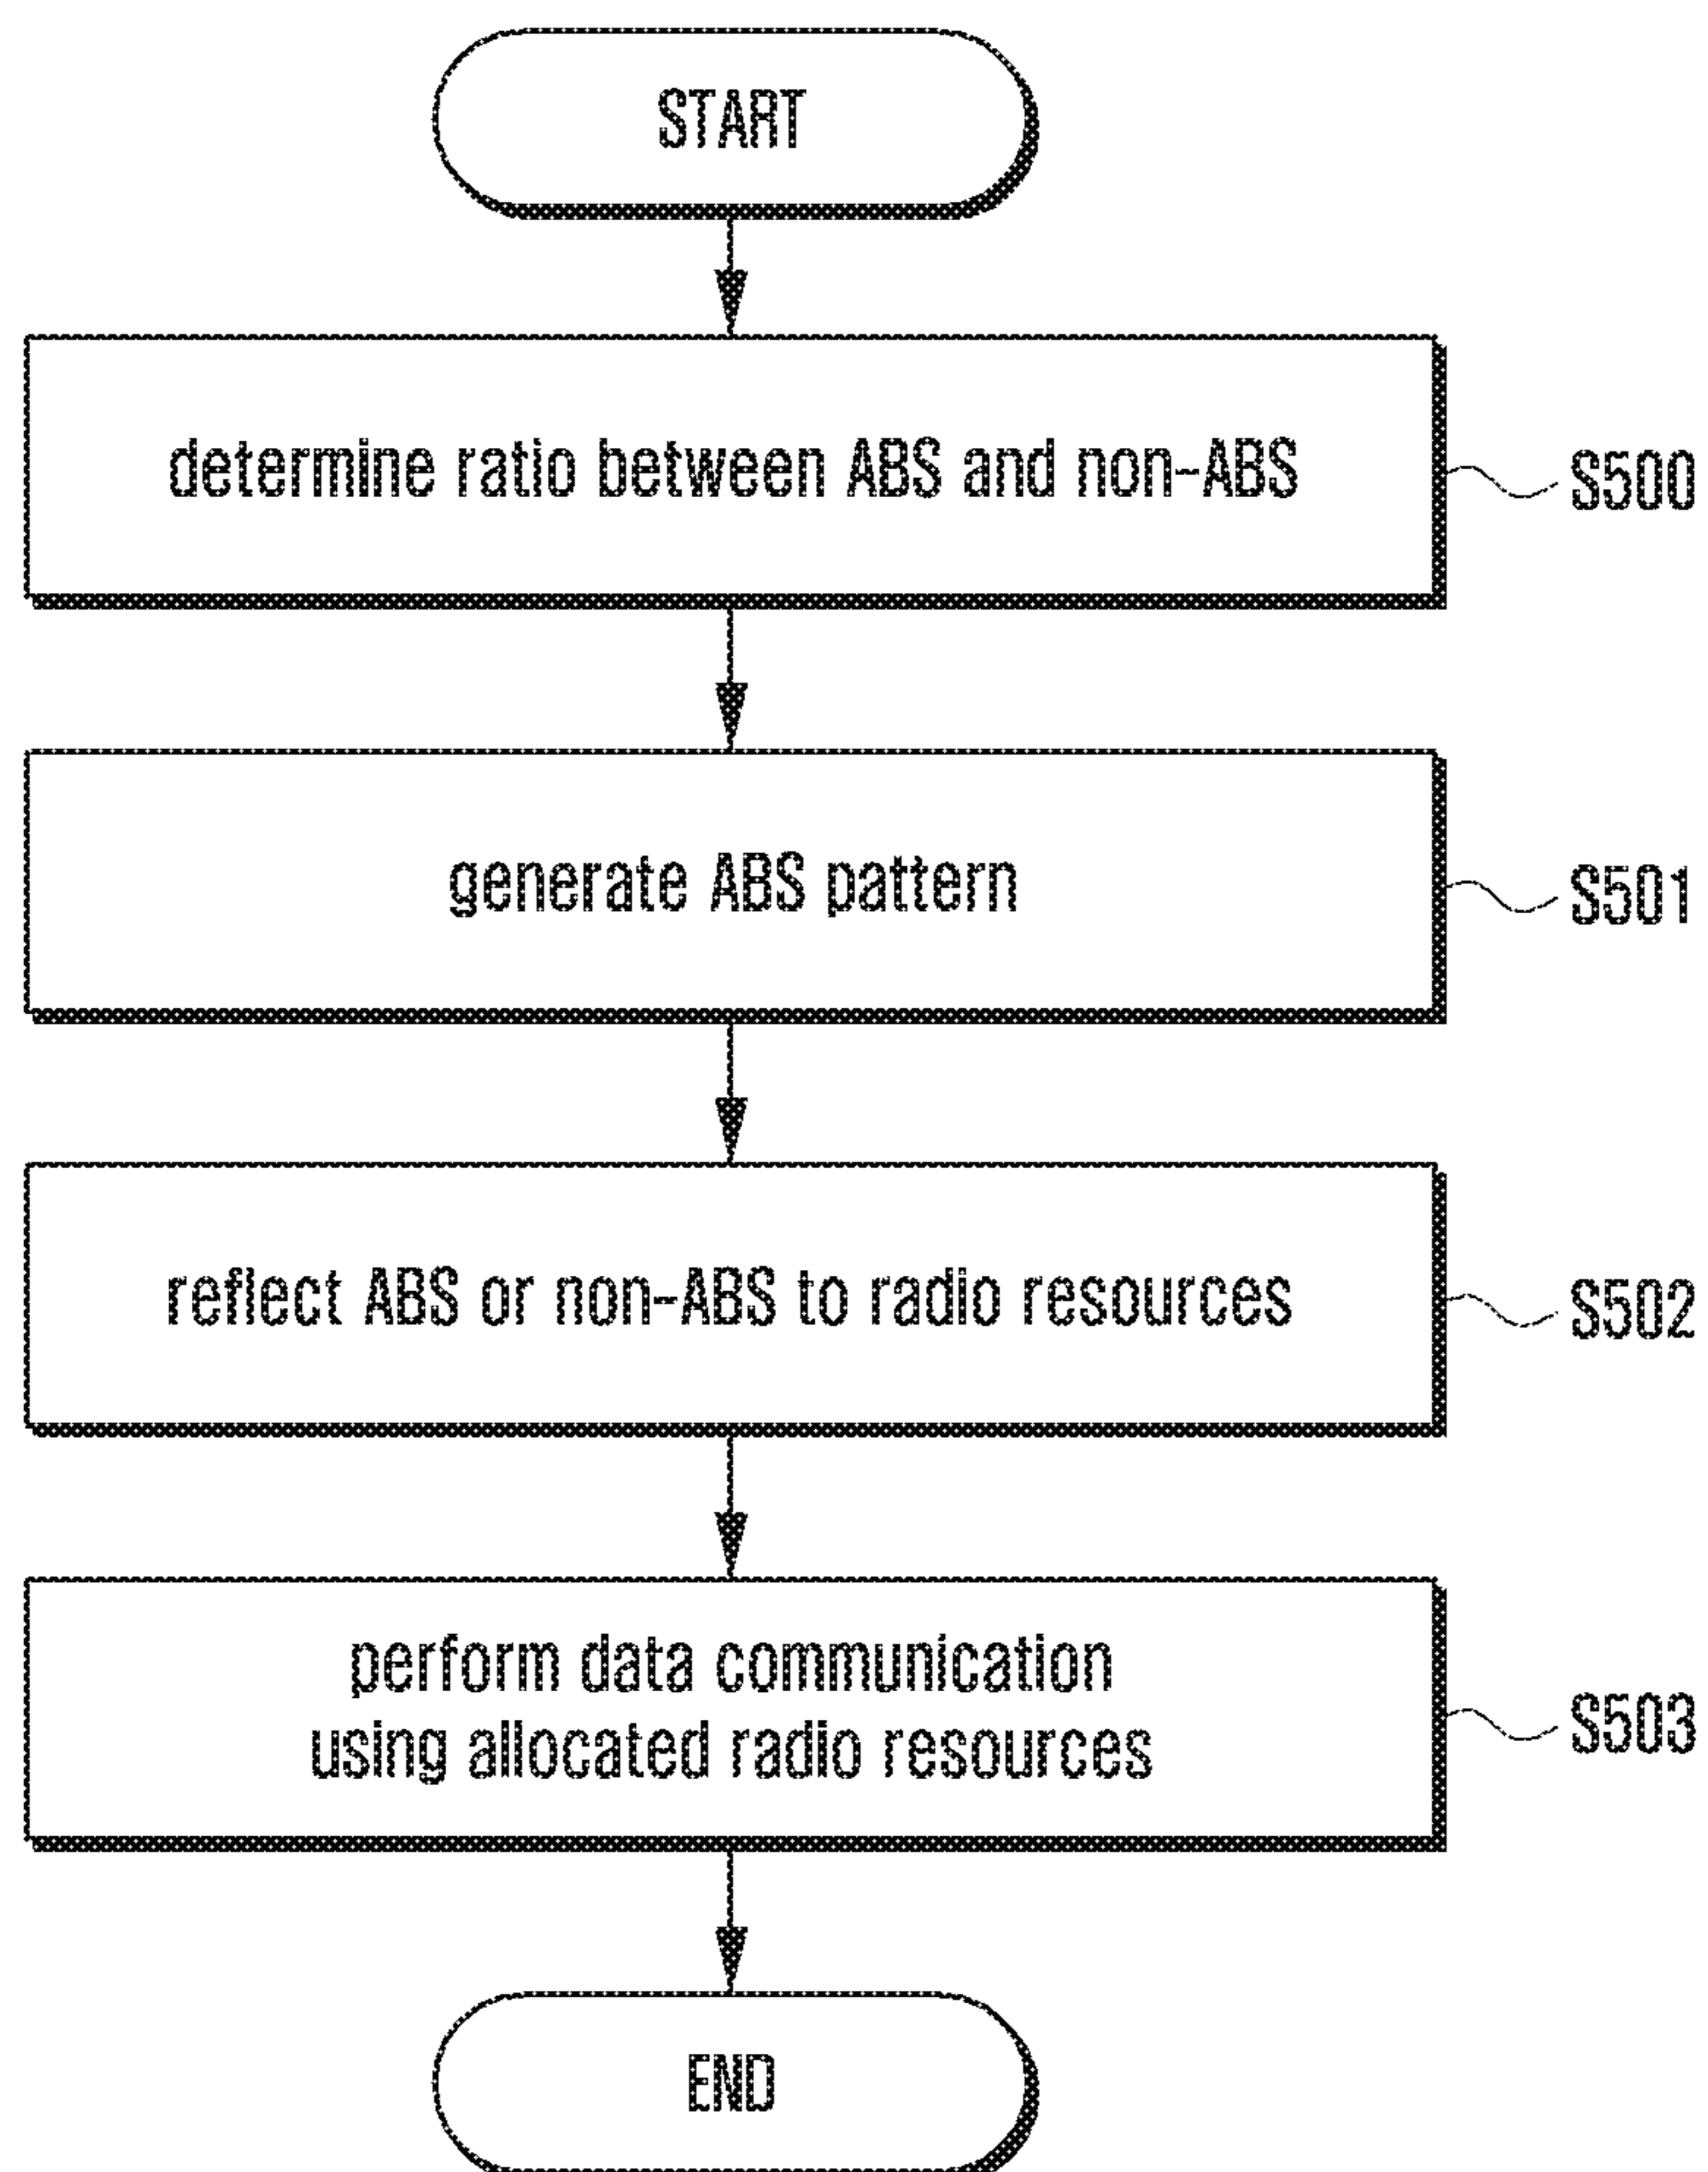 START
determine ratio between ABS and non-ABS
S500
generate ABS pattern
S501
reflect ABS or non-ABS to radio resources
S502
perform data communication
using allocated radio resources
S503
END